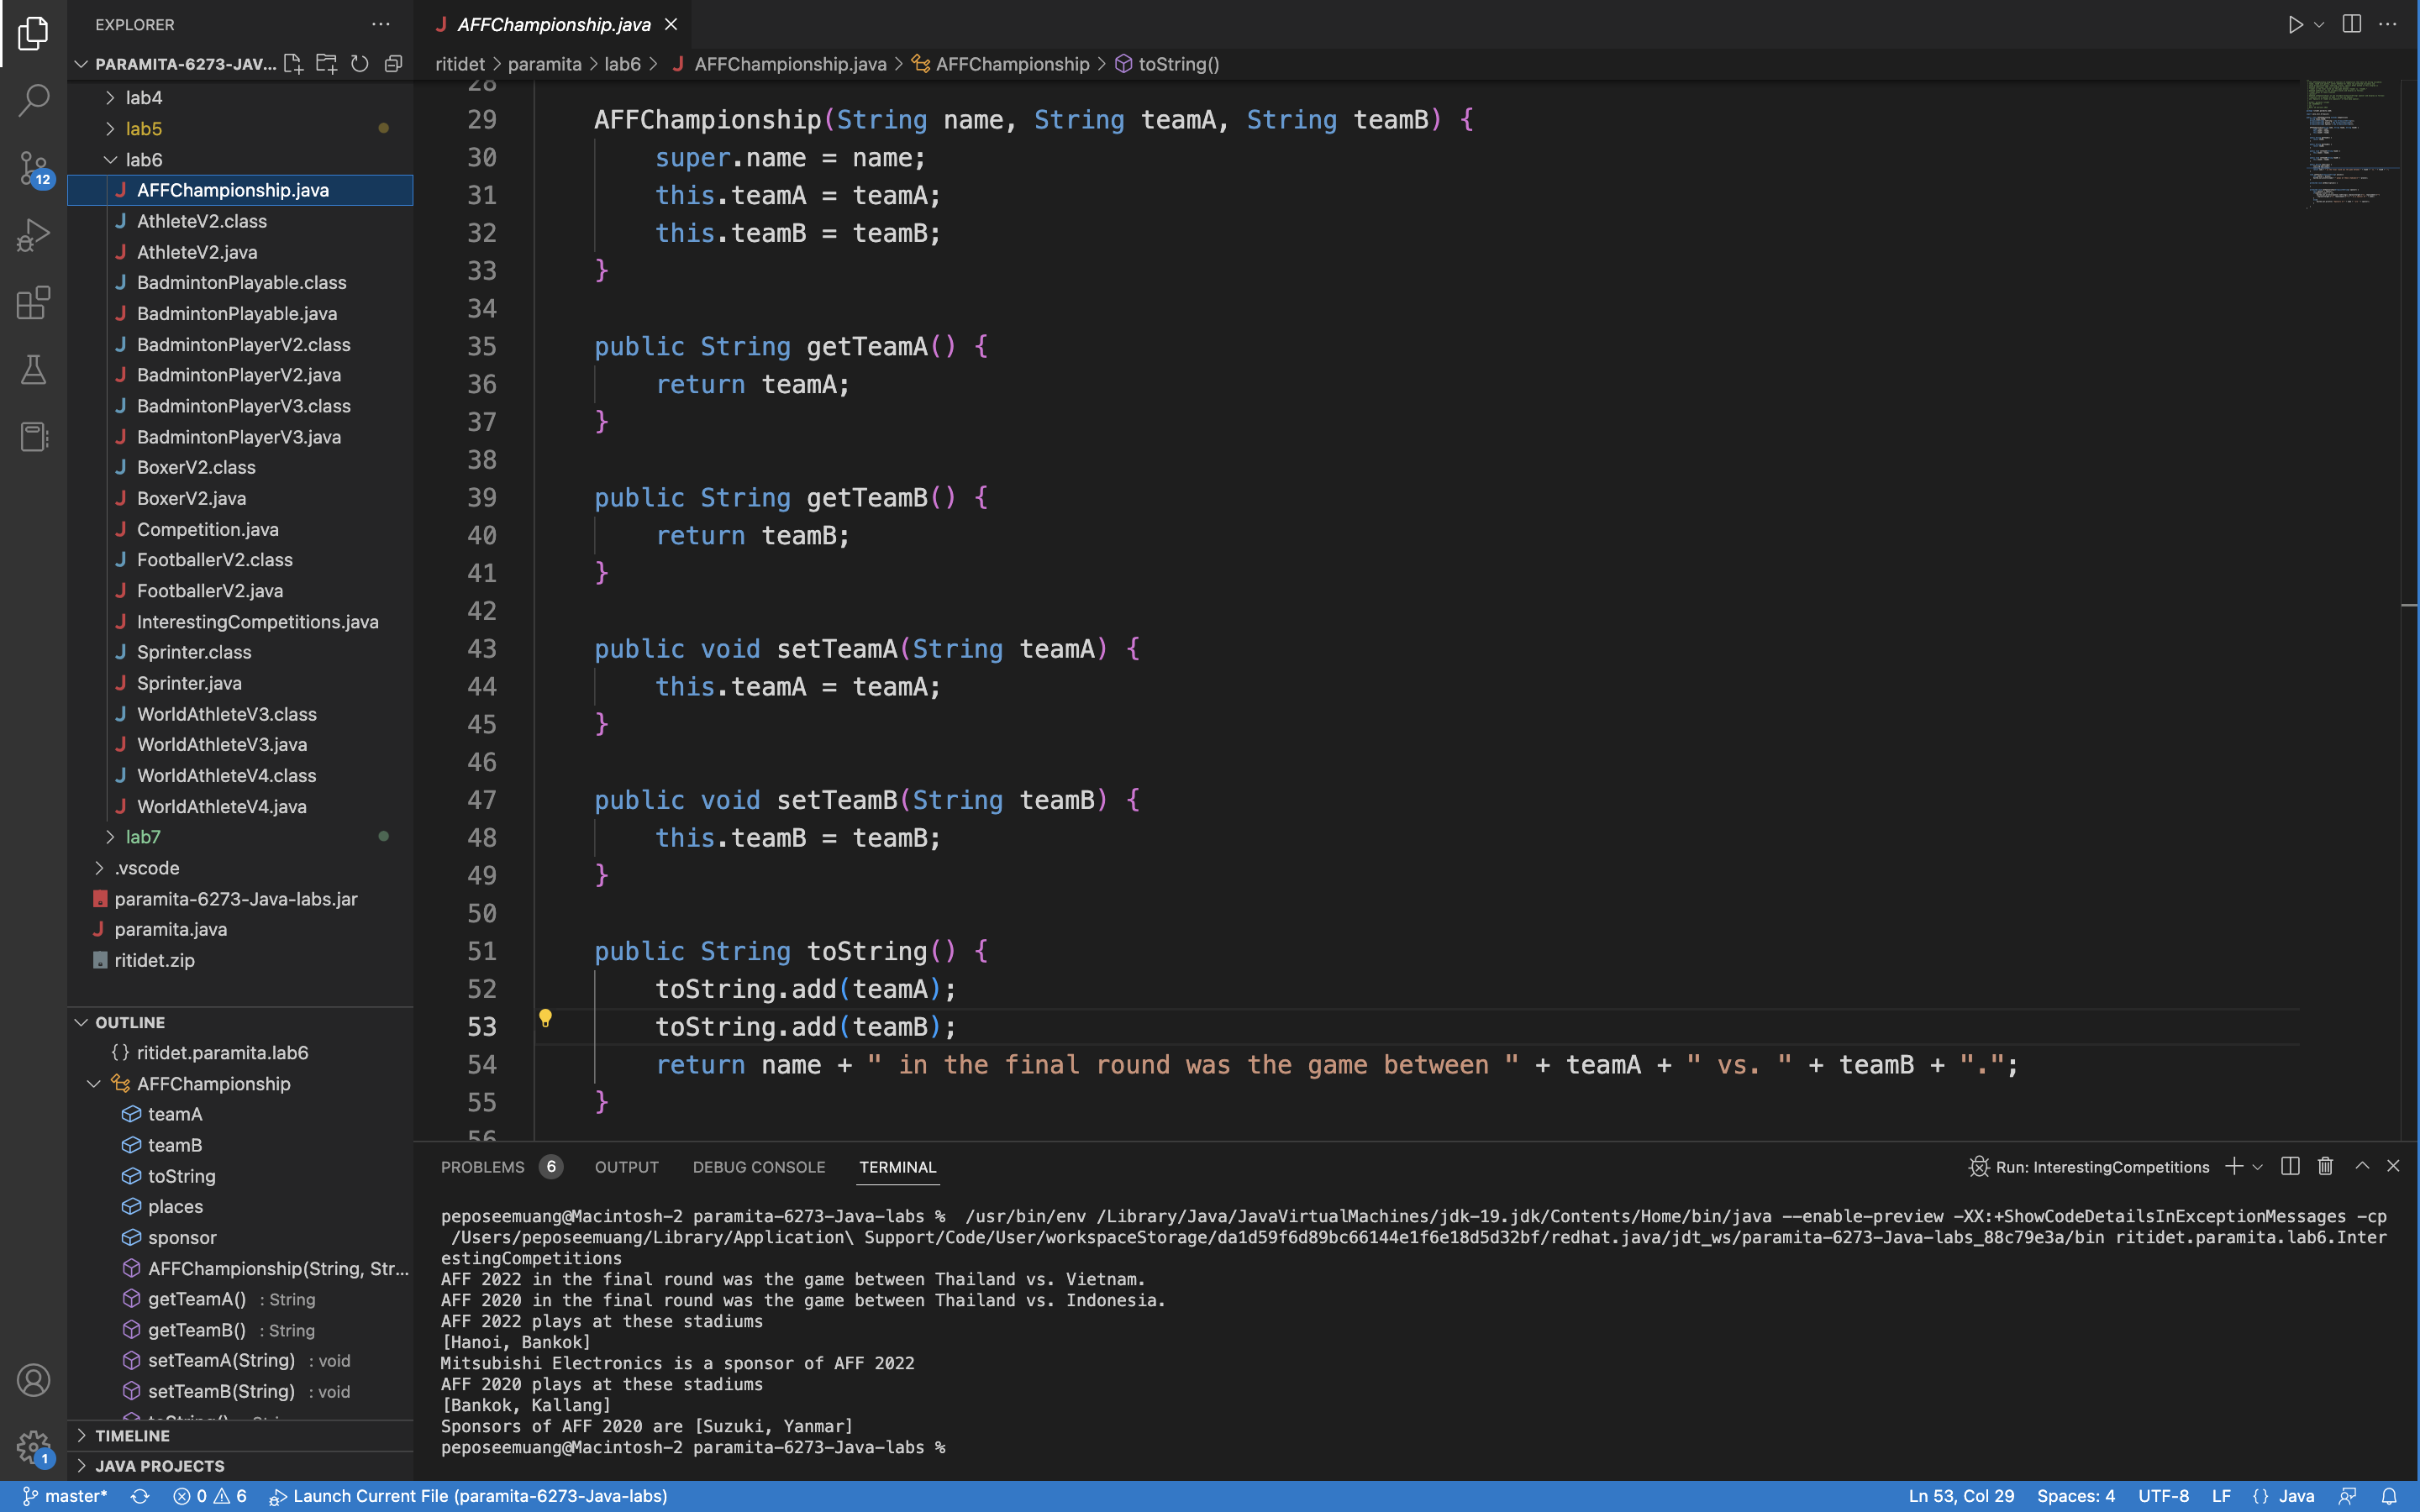 EXPLORER
PARAMITA-6273-JAV...
lab4
lab5
lab6
AFFChampionship.java
AthleteV2.class
AthleteV2.java
BadmintonPlayable.class
BadmintonPlayable.java
BadmintonPlayerV2.class
BadmintonPlayerV2.java
BadmintonPlayerV3.class
BadmintonPlayerV3.java
BoxerV2.class
BoxerV2.java
Competition.java
FootballerV2.class
FootballerV2.java
InterestingCompetitions.java
Sprinter.class
Sprinter.java
WorldAthleteV3.class
WorldAthleteV3.java
WorldAthleteV4.class
WorldAthleteV4.java
lab7
.vscode
paramita-6273-Java-labs.jar
paramita.java
ritidet.zip
OUTLINE
{} ritidet.paramita.lab6
AFFChampionship
teamA
teamB
toString
places
sponsor
AFFChampionship(String, Str...
getTeamA() : String
getTeamB() : String
setTeamA(String) : void
setTeamB(String) : void
TIMELINE
JAVA PROJECTS
12
1
AFFChampionship.java
ritidet > paramita > lab6 > J AFFChampionship.java > AFFChampionship > toString()
28
29 AFFChampionship(String name, String teamA, String teamB) {
30 super.name = name;
31 this.teamA = teamA;
32 this.teamB = teamB;
33 }
34
35 public String getTeamA() {
36 return teamA;
37 }
38
39 public String getTeamB() {
40 return teamB;
41 }
42
43 public void setTeamA(String teamA) {
44 this.teamA = teamA;
45 }
46
47 public void setTeamB(String teamB) {
48 this.teamB = teamB;
49 }
50
51 public String toString() {
52 toString.add(teamA);
53 toString.add(teamB);
54 return name + " in the final round was the game between " + teamA + " vs. " + teamB + ".";
55 }
56
PROBLEMS 6 OUTPUT DEBUG CONSOLE TERMINAL Run: InterestingCompetitions
peposeemuang@Macintosh-2 paramita-6273-Java-labs % /usr/bin/env /Library/Java/JavaVirtualMachines/jdk-19.jdk/Contents/Home/bin/java --enable-preview -XX:+ShowCodeDetailsInExceptionMessages -cp
/Users/peposeemuang/Library/Application\ Support/Code/User/workspaceStorage/da1d59f6d89bc66144e1f6e18d5d32bf/redhat.java/jdt_ws/paramita-6273-Java-labs_88c79e3a/bin ritidet.paramita.lab6.Inter
estingCompetitions
AFF 2022 in the final round was the game between Thailand vs. Vietnam.
AFF 2020 in the final round was the game between Thailand vs. Indonesia.
AFF 2022 plays at these stadiums
[Hanoi, Bankok]
Mitsubishi Electronics is a sponsor of AFF 2022
AFF 2020 plays at these stadiums
[Bankok, Kallang]
Sponsors of AFF 2020 are [Suzuki, Yanmar]
peposeemuang@Macintosh-2 paramita-6273-Java-labs %
master* 0 6 Launch Current File (paramita-6273-Java-labs) Ln 53, Col 29 Spaces: 4 UTF-8 LF {} Java